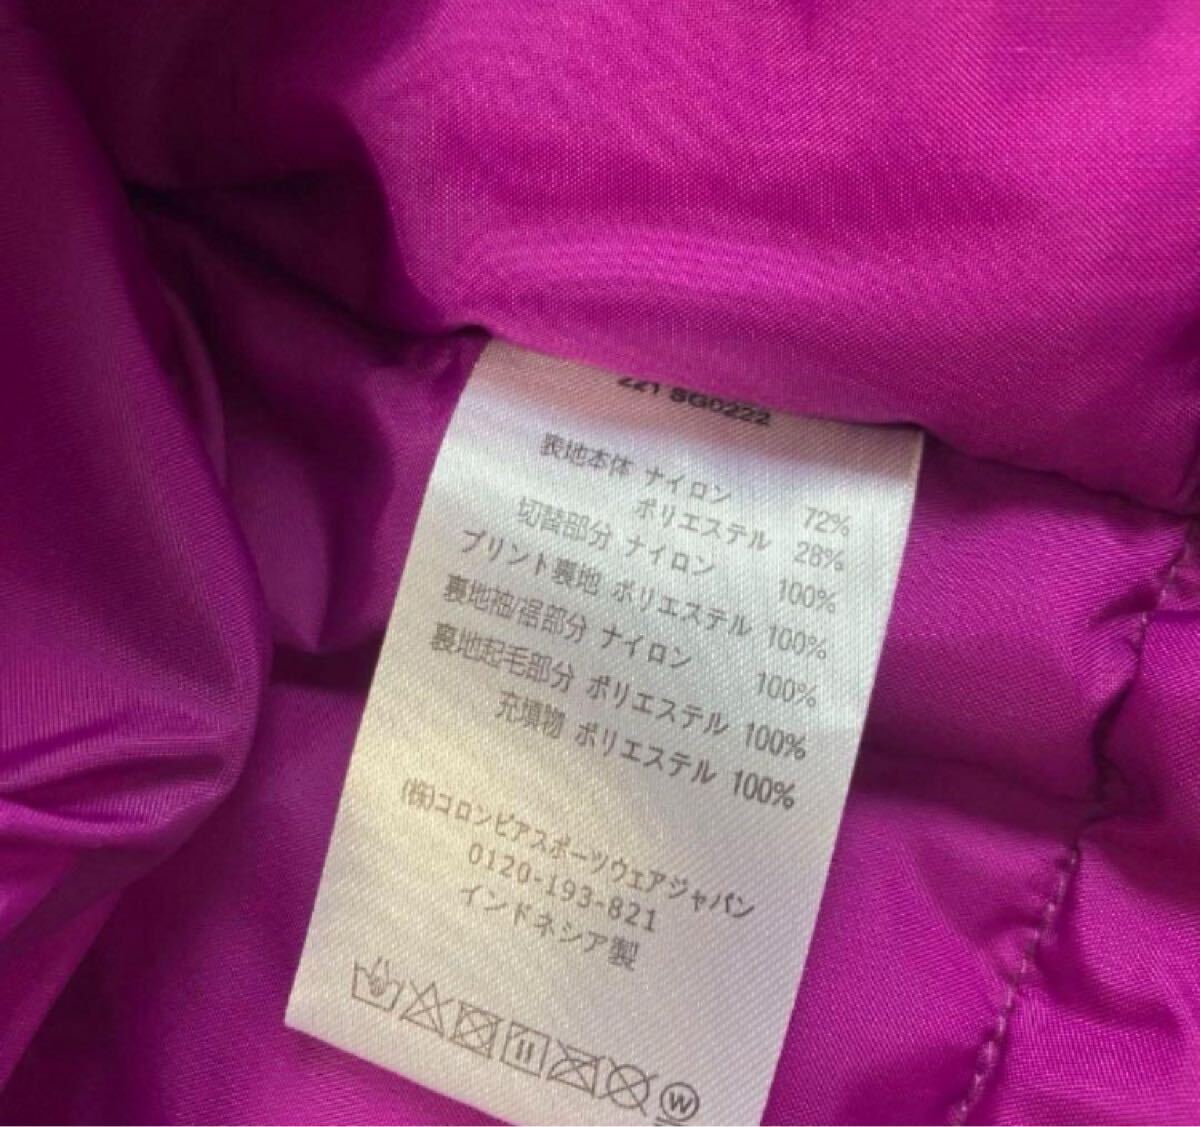 221 SG0222
表地本体 ナイロン 72%
ポリエステル 28%
切替部分 ナイロン 100%
プリント裏地 ポリエステル 100%
裏地袖/裾部分 ナイロン 100%
裏地起毛部分 ポリエステル 100%
充填物 ポリエステル 100%
(株)コロンビアスポーツウェアジャパン
0120-193-821
インドネシア製
W